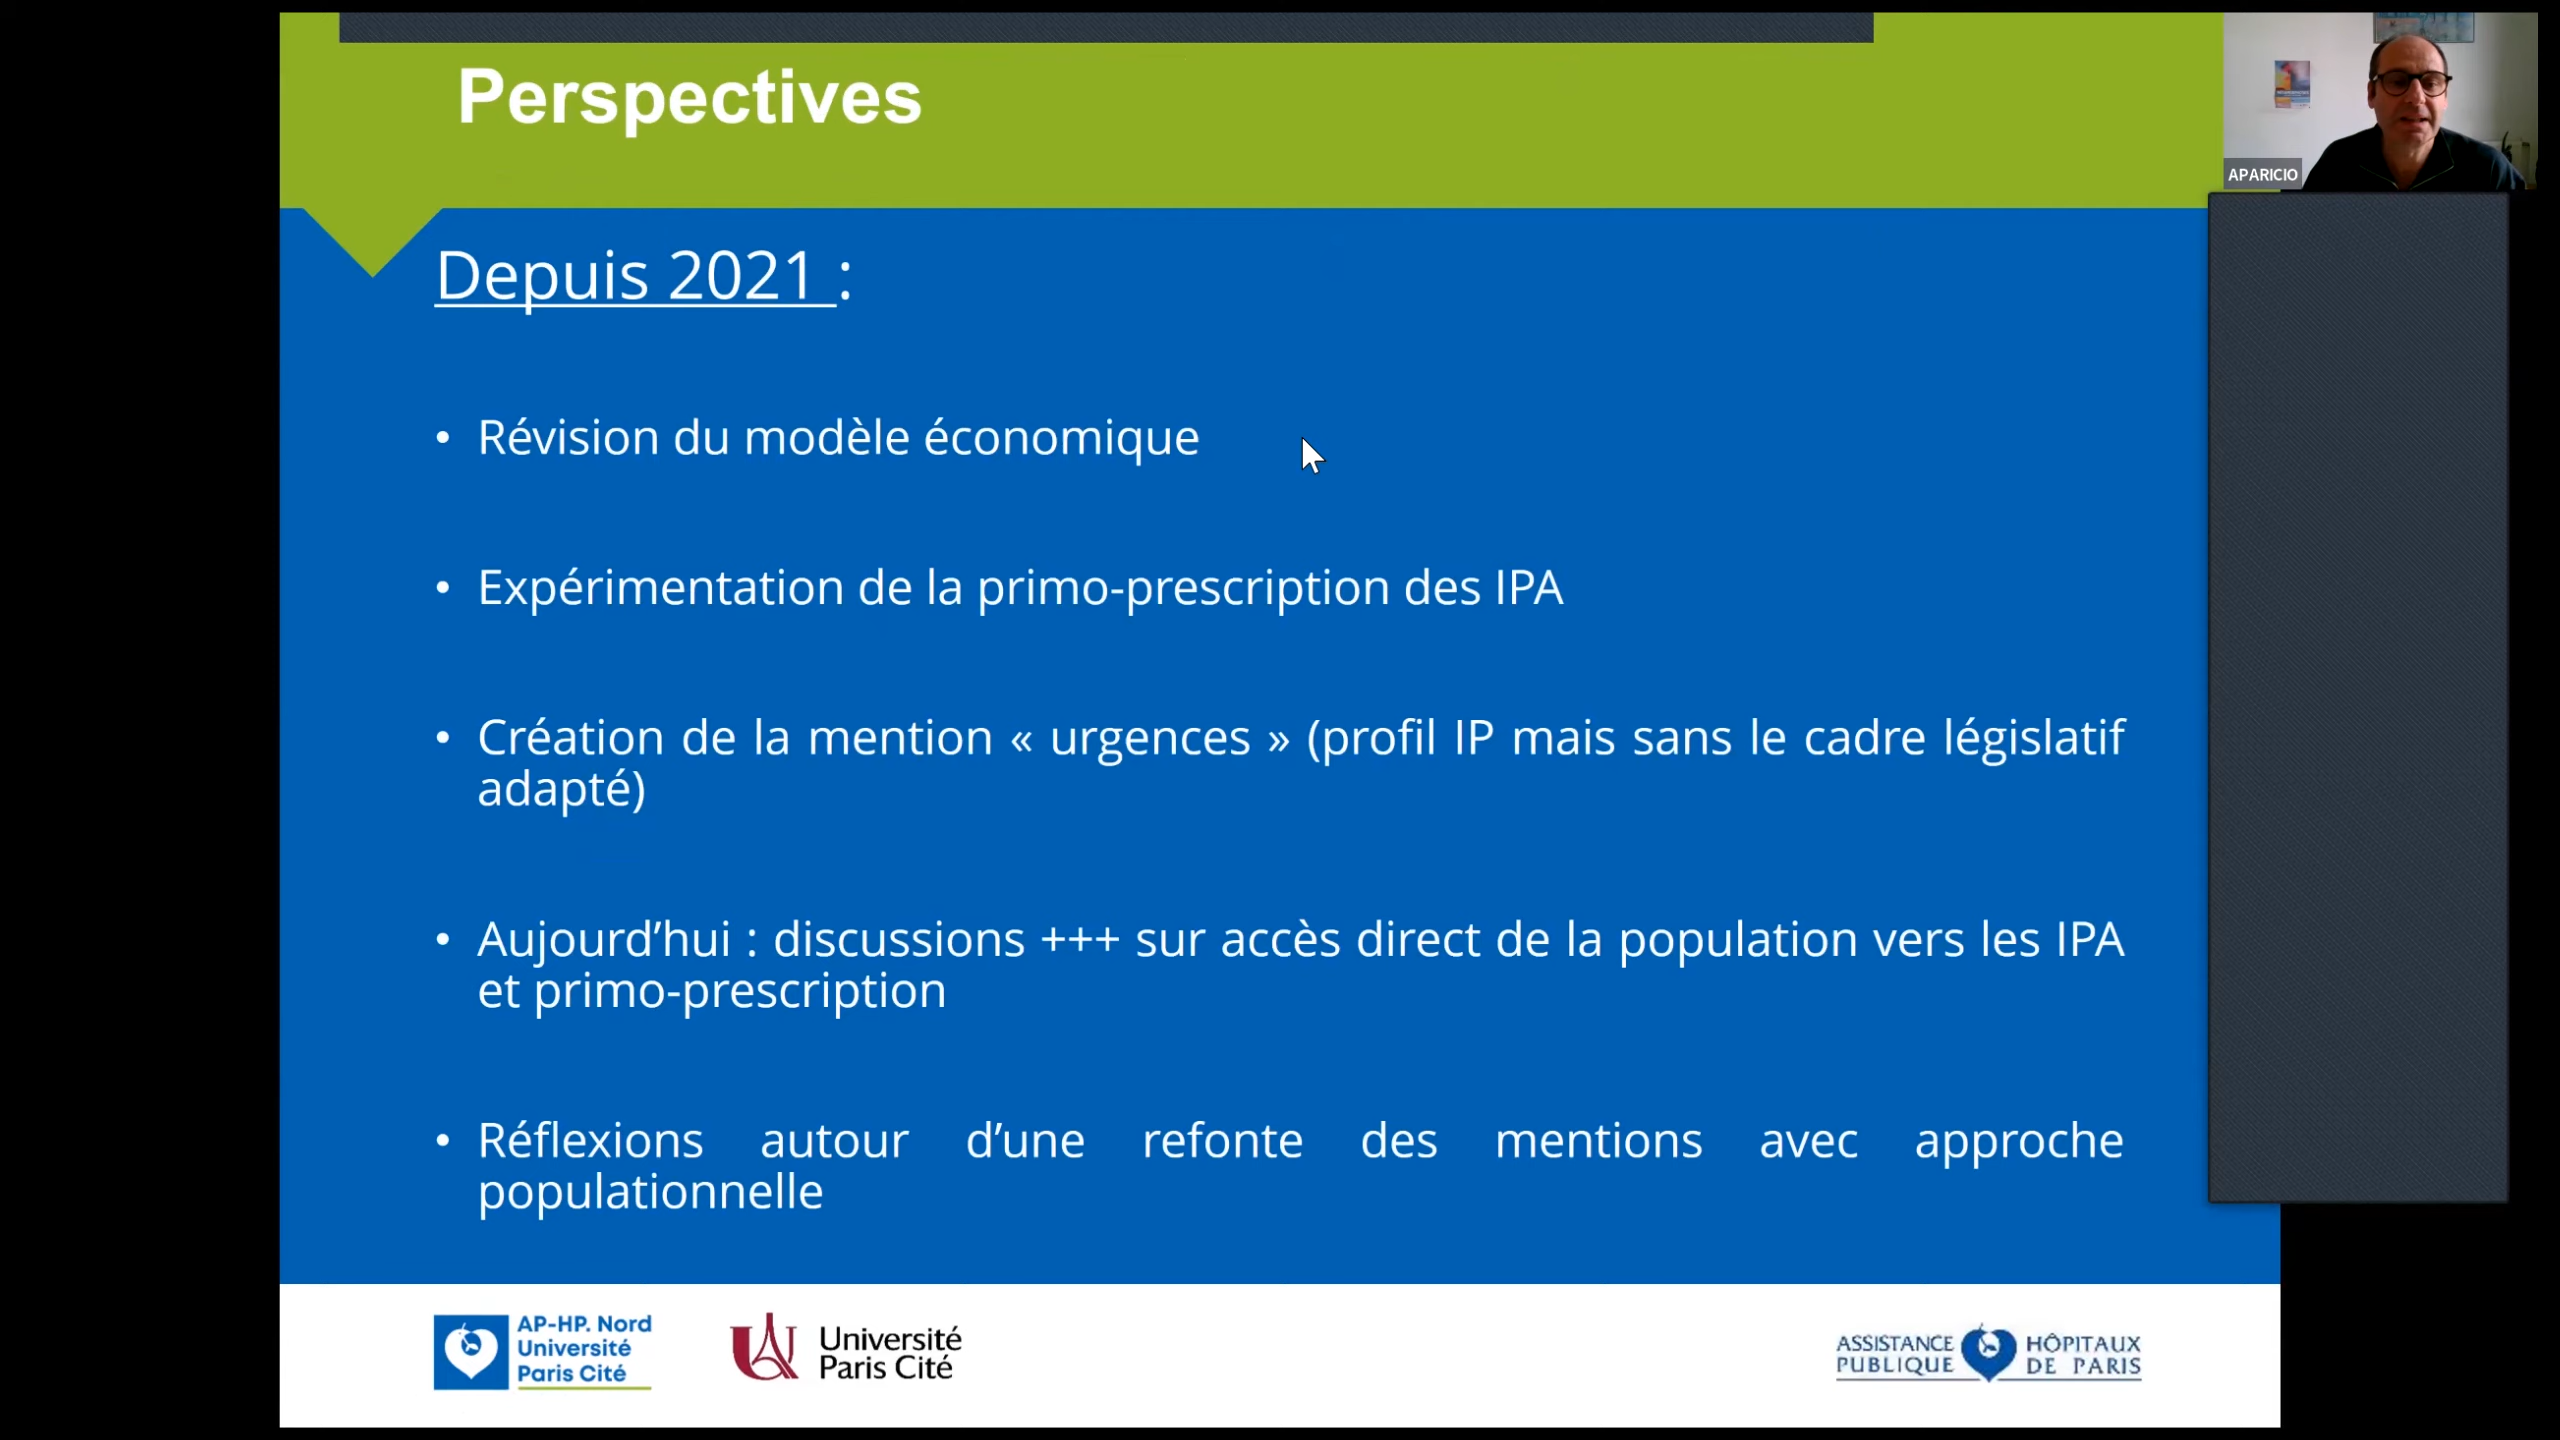 Perspectives
APARICIO
Depuis 2021 :
• Révision du modèle économique
• Expérimentation de la primo-prescription des IPA
• Création de la mention « urgences » (profil IP mais sans le cadre législatif
adapté)
• Aujourd’hui : discussions +++ sur accès direct de la population vers les IPA
et primo-prescription
• Réflexions autour d’une refonte des mentions avec approche
populationnelle
AP-HP. Nord
Université
Paris Cité
Université
Paris Cité
ASSISTANCE HÔPITAUX
PUBLIQUE DE PARIS